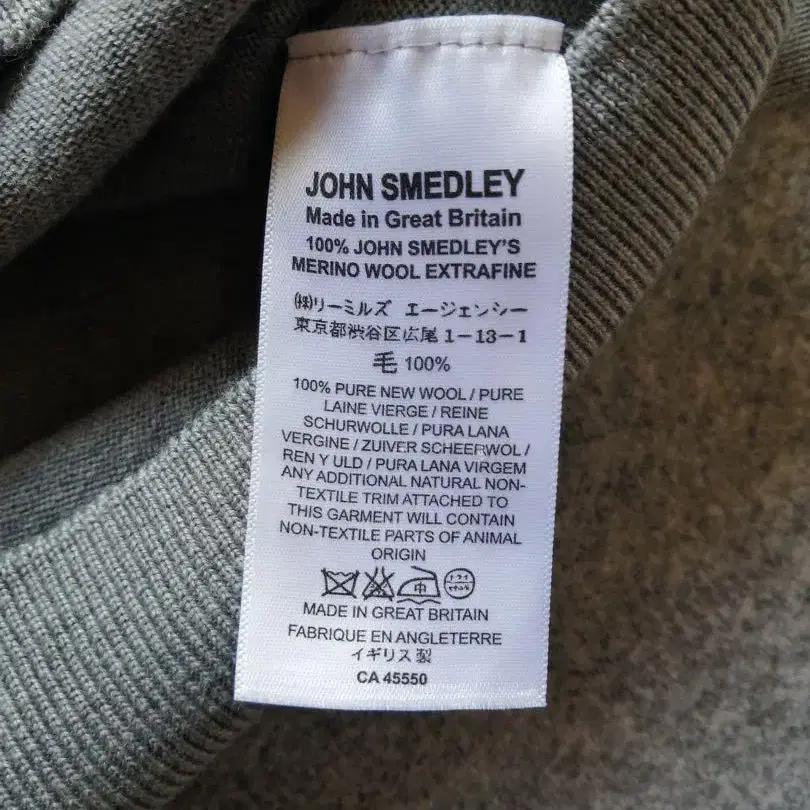 JOHN SMEDLEY
Made in Great Britain
100% JOHN SMEDLEY'S
MERINO WOOL EXTRAFINE
㈱リーミルズ エージェンシー
東京都渋谷区広尾 1-13-1
毛 100%
100% PURE NEW WOOL / PURE
LAINE VIERGE / REINE
SCHURWOLLE / PURA LANA
VERGINE / ZUIVER SCHEERWOL /
REN Y ULD / PURA LANA VIRGEM
ANY ADDITIONAL NATURAL NON-
TEXTILE TRIM ATTACHED TO
THIS GARMENT WILL CONTAIN
NON-TEXTILE PARTS OF ANIMAL
ORIGIN
中
MADE IN GREAT BRITAIN
FABRIQUE EN ANGLETERRE
イギリス製
CA 45550